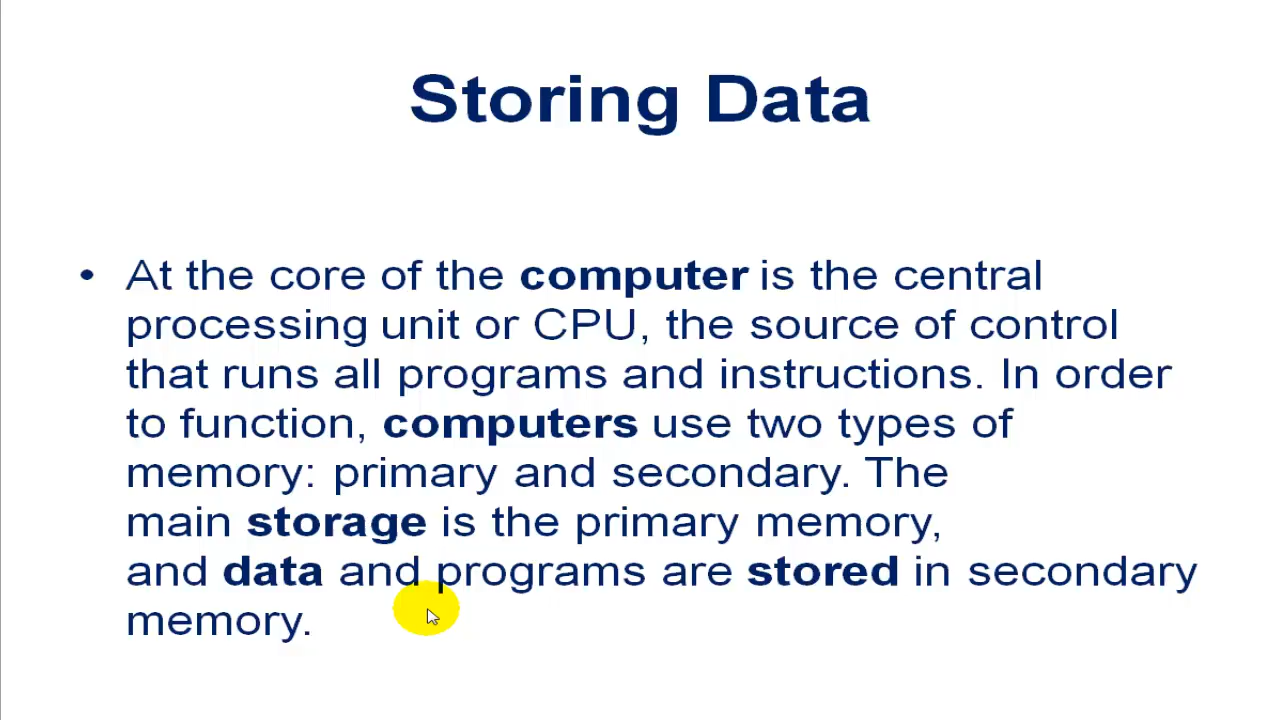 Storing Data
• At the core of the computer is the central
processing unit or CPU, the source of control
that runs all programs and instructions. In order
to function, computers use two types of
memory: primary and secondary. The
main storage is the primary memory,
and data and programs are stored in secondary
memory.